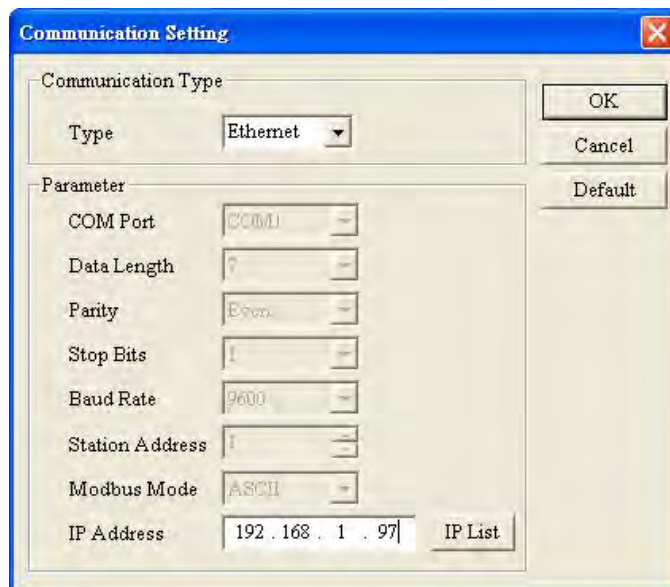 Communication Setting
Communication Type
Type Ethernet
OK
Cancel
Default
Parameter
COM Port COM1
Data Length 7
Parity Even
Stop Bits 1
Baud Rate 9600
Station Address 1
Modbus Mode ASCII
IP Address 192 . 168 . 1 . 97 IP List